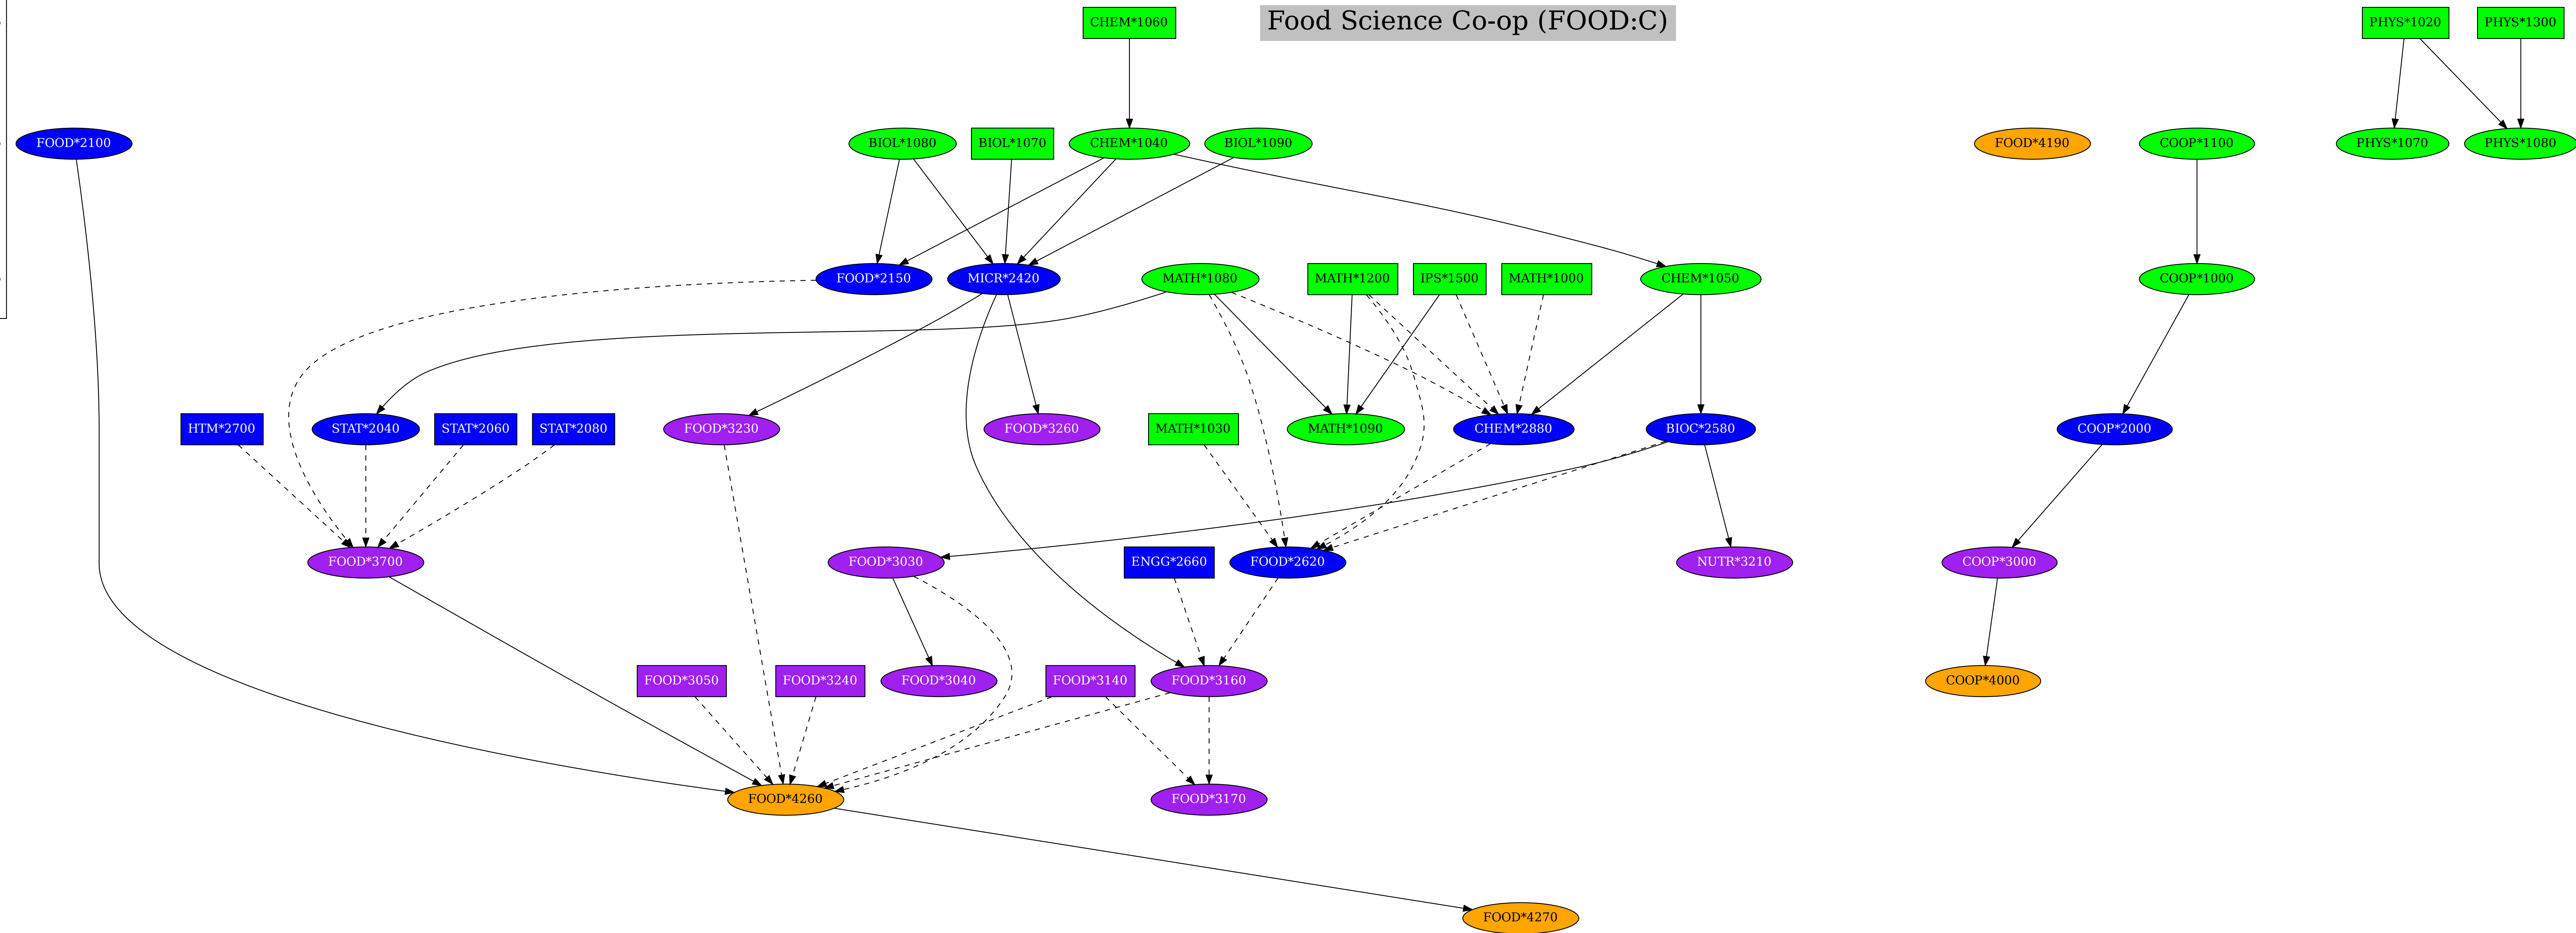 CHEM*1060
Food Science Co-op (FOOD:C)
PHYS*1020
PHYS*1300
FOOD*2100
BIOL*1080
BIOL*1070
CHEM*1040
BIOL*1090
FOOD*4190
COOP*1100
PHYS*1070
PHYS*1080
FOOD*2150
MICR*2420
MATH*1080
MATH*1200
IPS*1500
MATH*1000
CHEM*1050
COOP*1000
HTM*2700
STAT*2040
STAT*2060
STAT*2080
FOOD*3230
FOOD*3260
MATH*1030
MATH*1090
CHEM*2880
BIOC*2580
COOP*2000
FOOD*3700
FOOD*3030
ENGG*2660
FOOD*2620
NUTR*3210
COOP*3000
FOOD*3050
FOOD*3240
FOOD*3040
FOOD*3140
FOOD*3160
COOP*4000
FOOD*4260
FOOD*3170
FOOD*4270